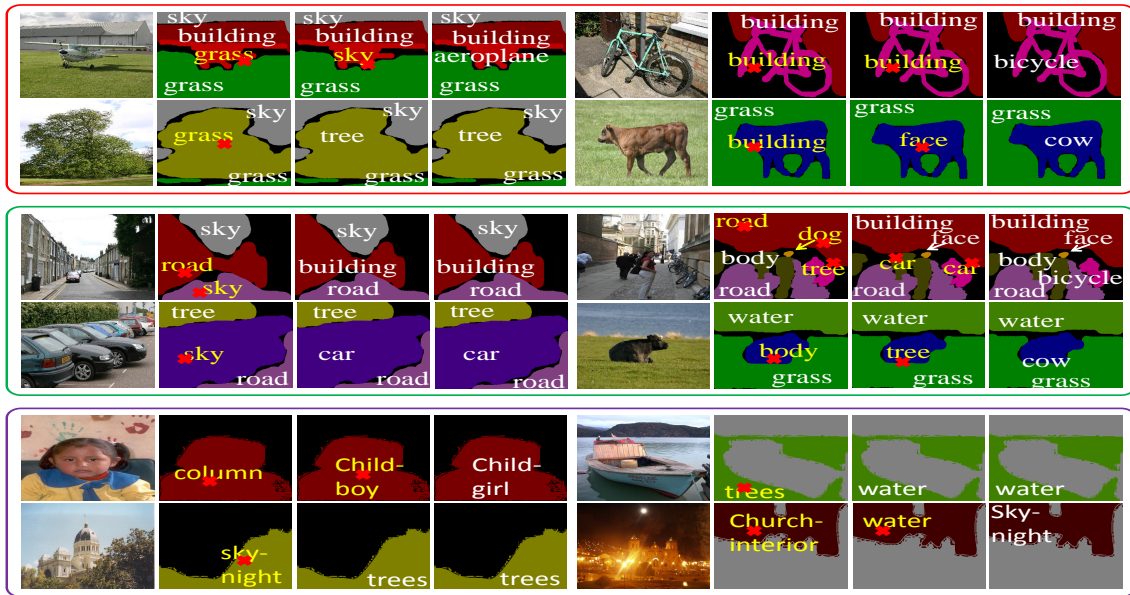 sky
building
grass
grass
sky
building
sky
grass
sky
building
aeroplane
grass
building
building
building
building
building
bicycle
sky
grass
grass
sky
tree
grass
sky
tree
grass
grass
building
grass
face
grass
cow
sky
road
sky
sky
building
road
sky
building
road
road
dog
body
tree
road
building
face
car
car
road
building
face
body
bicycle
road
tree
sky
road
tree
car
road
tree
car
road
water
body
grass
water
tree
grass
water
cow
grass
column
Child-
boy
Child-
girl
trees
water
water
sky-
night
trees
trees
Church-
interior
water
Sky-
night